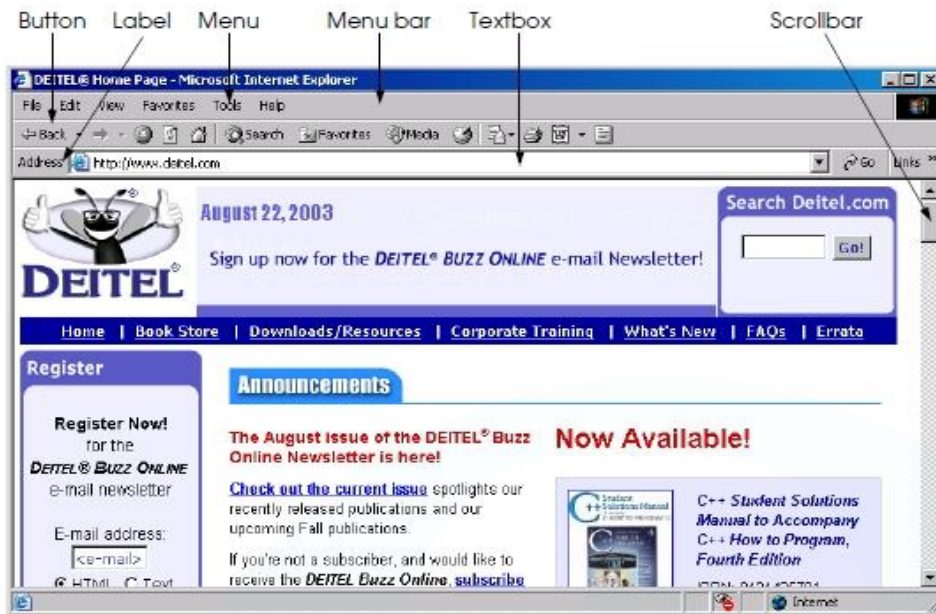 Button Label Menu Menu bar Textbox Scrollbar
DEITEL® Home Page - Microsoft Internet Explorer
File Edit View Favorites Tools Help
Back Search Favorites Media
Address http://www.deitel.com Go Links »
August 22, 2003
Search Deitel.com
Go!
Sign up now for the DEITEL® BUZZ ONLINE e-mail Newsletter!
DEITEL®
Home | Book Store | Downloads/Resources | Corporate Training | What's New | FAQs | Errata
Register
Register Now!
for the
DEITEL® BUZZ ONLINE
e-mail newsletter
E-mail address:
<e-mail>
HTML Text
Announcements
The August issue of the DEITEL® Buzz
Online Newsletter is here!
Check out the current issue spotlights our
recently released publications and our
upcoming Fall publications.
If you're not a subscriber, and would like to
receive the DEITEL Buzz Online, subscribe
Now Available!
Student
C++ Solutions Manual
C++ Student Solutions
Manual to Accompany
C++ How to Program,
Fourth Edition
Internet